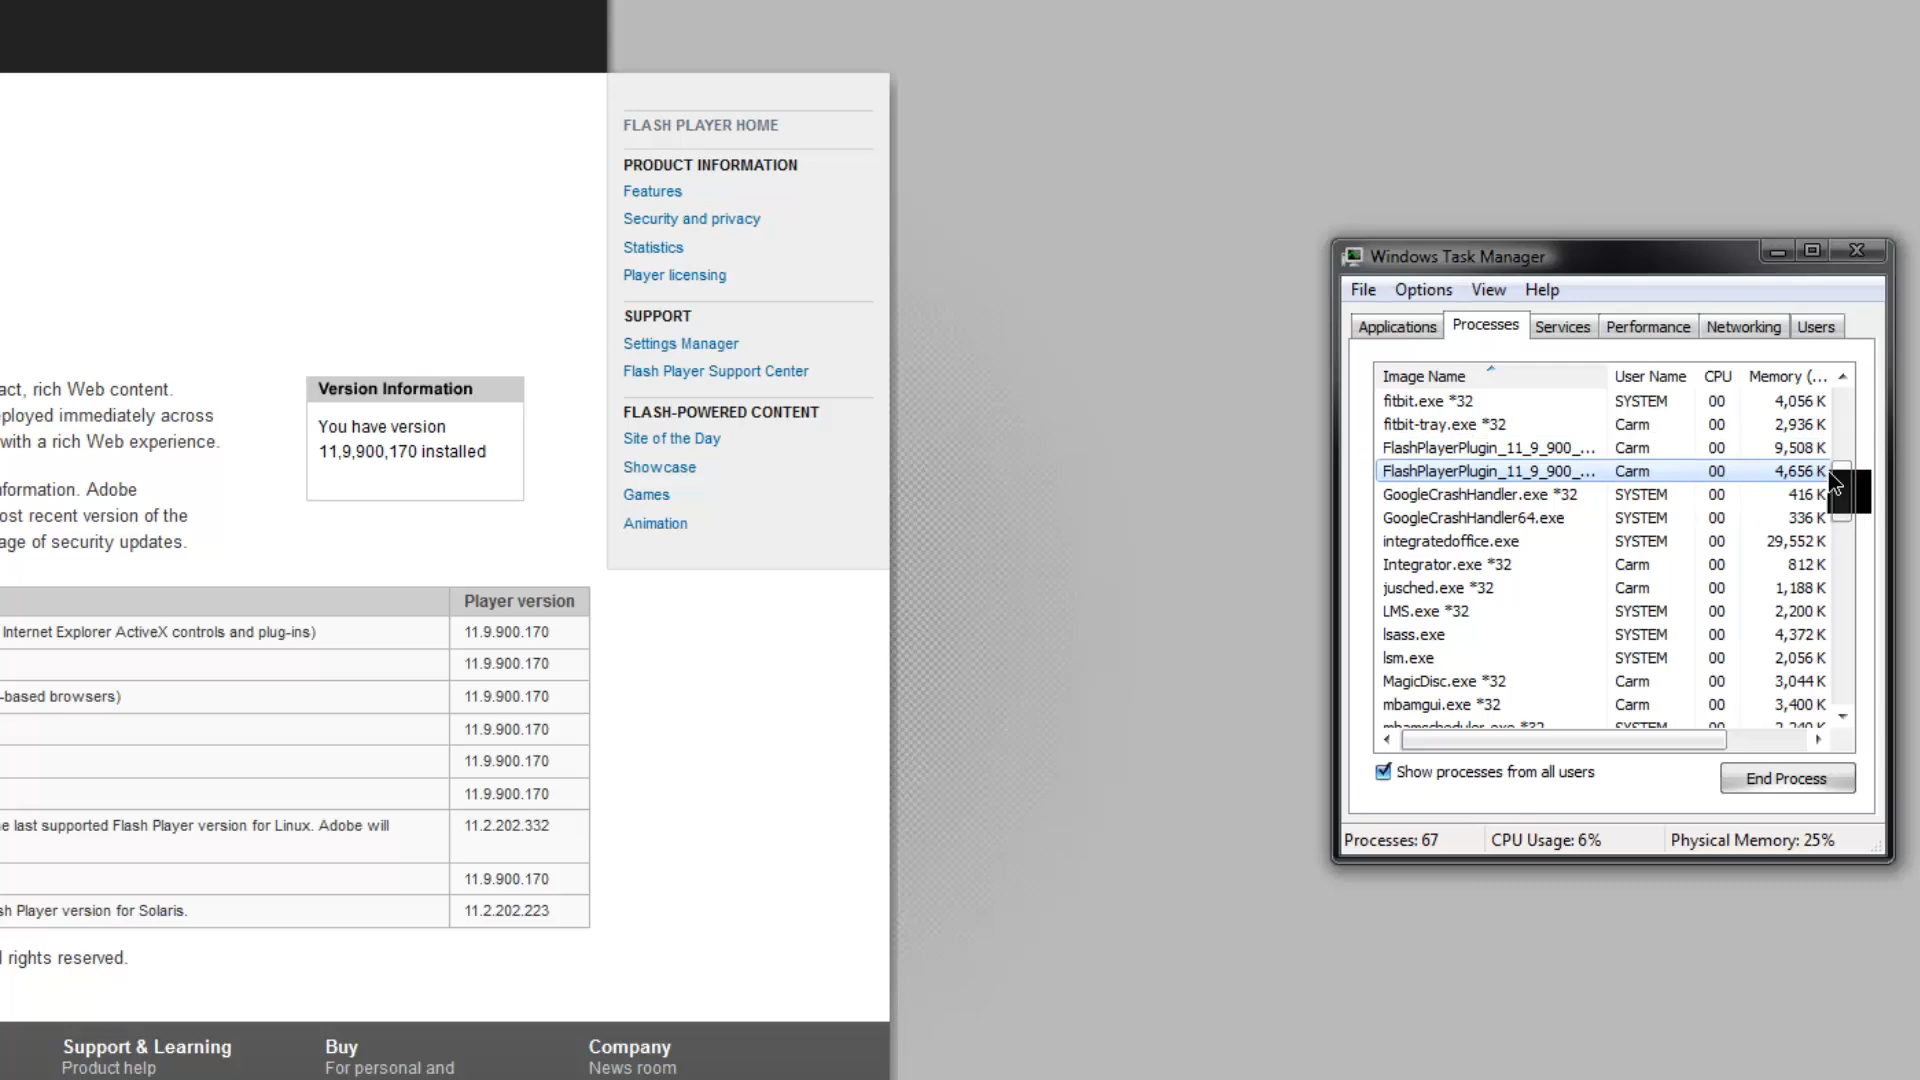 FLASH PLAYER HOME
PRODUCT INFORMATION
Features
Security and privacy
Statistics
Player licensing
SUPPORT
Settings Manager
Flash Player Support Center
FLASH-POWERED CONTENT
Site of the Day
Showcase
Games
Animation
act, rich Web content.
eployed immediately across
with a rich Web experience.
nformation. Adobe
ost recent version of the
age of security updates.
Version Information
You have version
11,9,900,170 installed
Player version
Internet Explorer ActiveX controls and plug-ins) 11.9.900.170
11.9.900.170
-based browsers) 11.9.900.170
11.9.900.170
11.9.900.170
11.9.900.170
e last supported Flash Player version for Linux. Adobe will 11.2.202.332
11.9.900.170
sh Player version for Solaris. 11.2.202.223
l rights reserved.
Support & Learning
Product help
Buy
For personal and
Company
News room
Windows Task Manager
File Options View Help
Applications Processes Services Performance Networking Users
Image Name User Name CPU Memory (...
fitbit.exe *32 SYSTEM 00 4,056 K
fitbit-tray.exe *32 Carm 00 2,936 K
FlashPlayerPlugin_11_9_900_... Carm 00 9,508 K
FlashPlayerPlugin_11_9_900_... Carm 00 4,656 K
GoogleCrashHandler.exe *32 SYSTEM 00 416 K
GoogleCrashHandler64.exe SYSTEM 00 336 K
integratedoffice.exe SYSTEM 00 29,552 K
Integrator.exe *32 Carm 00 812 K
jusched.exe *32 Carm 00 1,188 K
LMS.exe *32 SYSTEM 00 2,200 K
lsass.exe SYSTEM 00 4,372 K
lsm.exe SYSTEM 00 2,056 K
MagicDisc.exe *32 Carm 00 3,044 K
mbamgui.exe *32 Carm 00 3,400 K
mbamscheduler.exe *32 SYSTEM 00 2,240 K
Show processes from all users
End Process
Processes: 67 CPU Usage: 6% Physical Memory: 25%